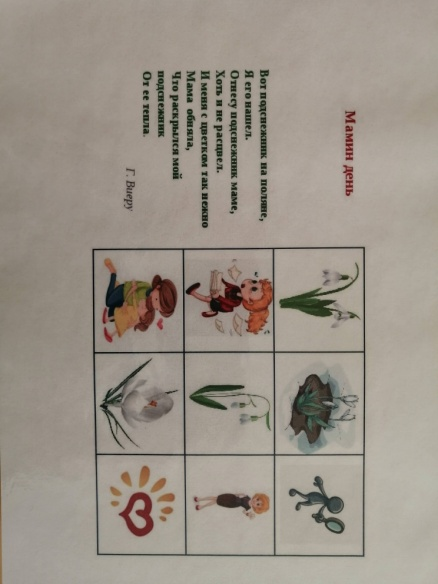 Мамин день
Вот подснежник на поляне,
Я его нашел.
Отнесу подснежник маме,
Хоть и не расцвел.
И меня с цветком так нежно
Мама обняла,
Что раскрылся мой
подснежник
От ее тепла.
Г. Виеру